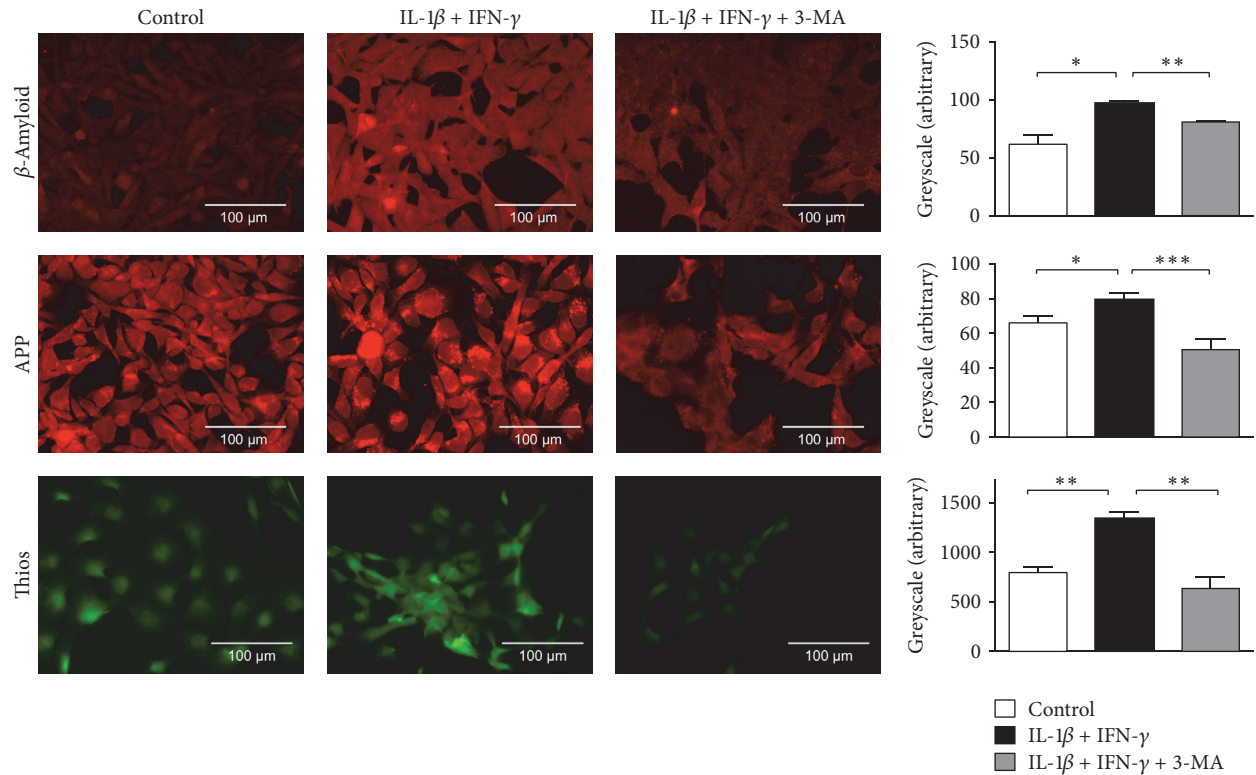 Control
IL-1β + IFN-γ
IL-1β + IFN-γ + 3-MA
β-Amyloid
100 µm
100 µm
100 µm
Greyscale (arbitrary)
150
100
50
0
*
**
APP
100 µm
100 µm
100 µm
Greyscale (arbitrary)
100
80
60
40
20
0
*
***
Thios
100 µm
100 µm
100 µm
Greyscale (arbitrary)
1500
1000
500
0
**
**
Control
IL-1β + IFN-γ
IL-1β + IFN-γ + 3-MA